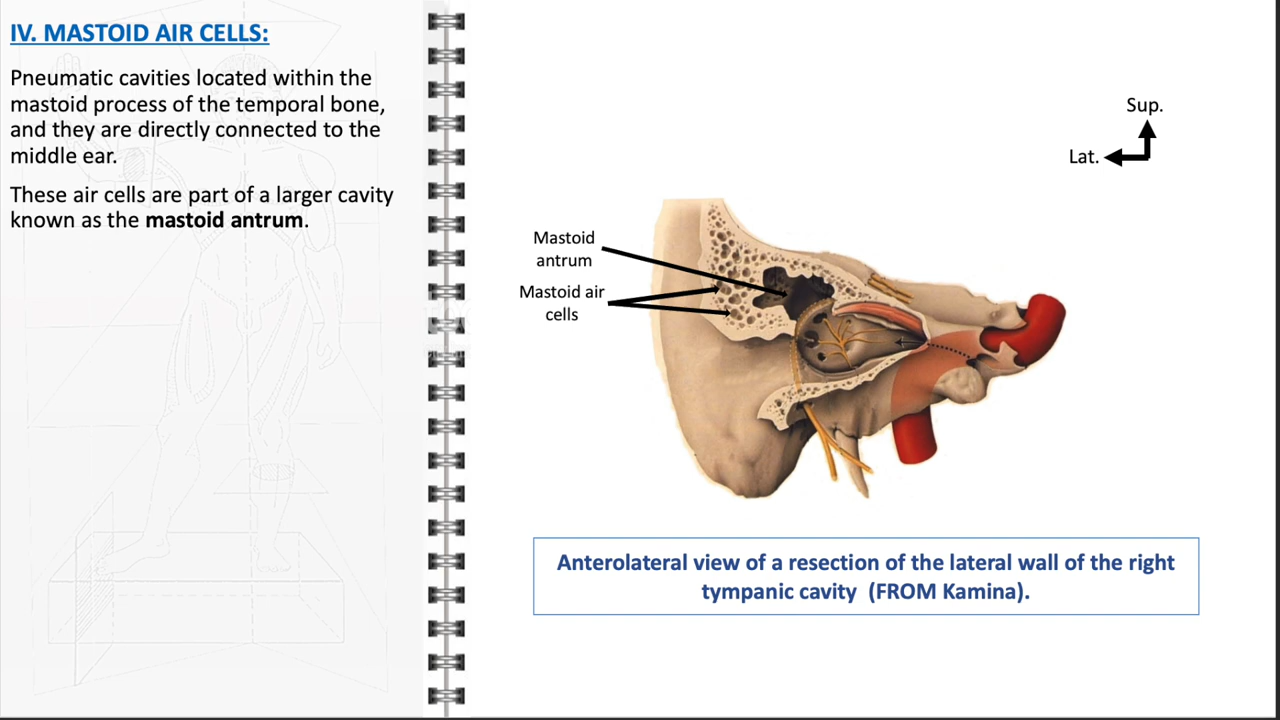 IV. MASTOID AIR CELLS:
Pneumatic cavities located within the
mastoid process of the temporal bone,
and they are directly connected to the
middle ear.
These air cells are part of a larger cavity
known as the mastoid antrum.
Sup.
Lat.
Mastoid
antrum
Mastoid air
cells
Anterolateral view of a resection of the lateral wall of the right
tympanic cavity (FROM Kamina).